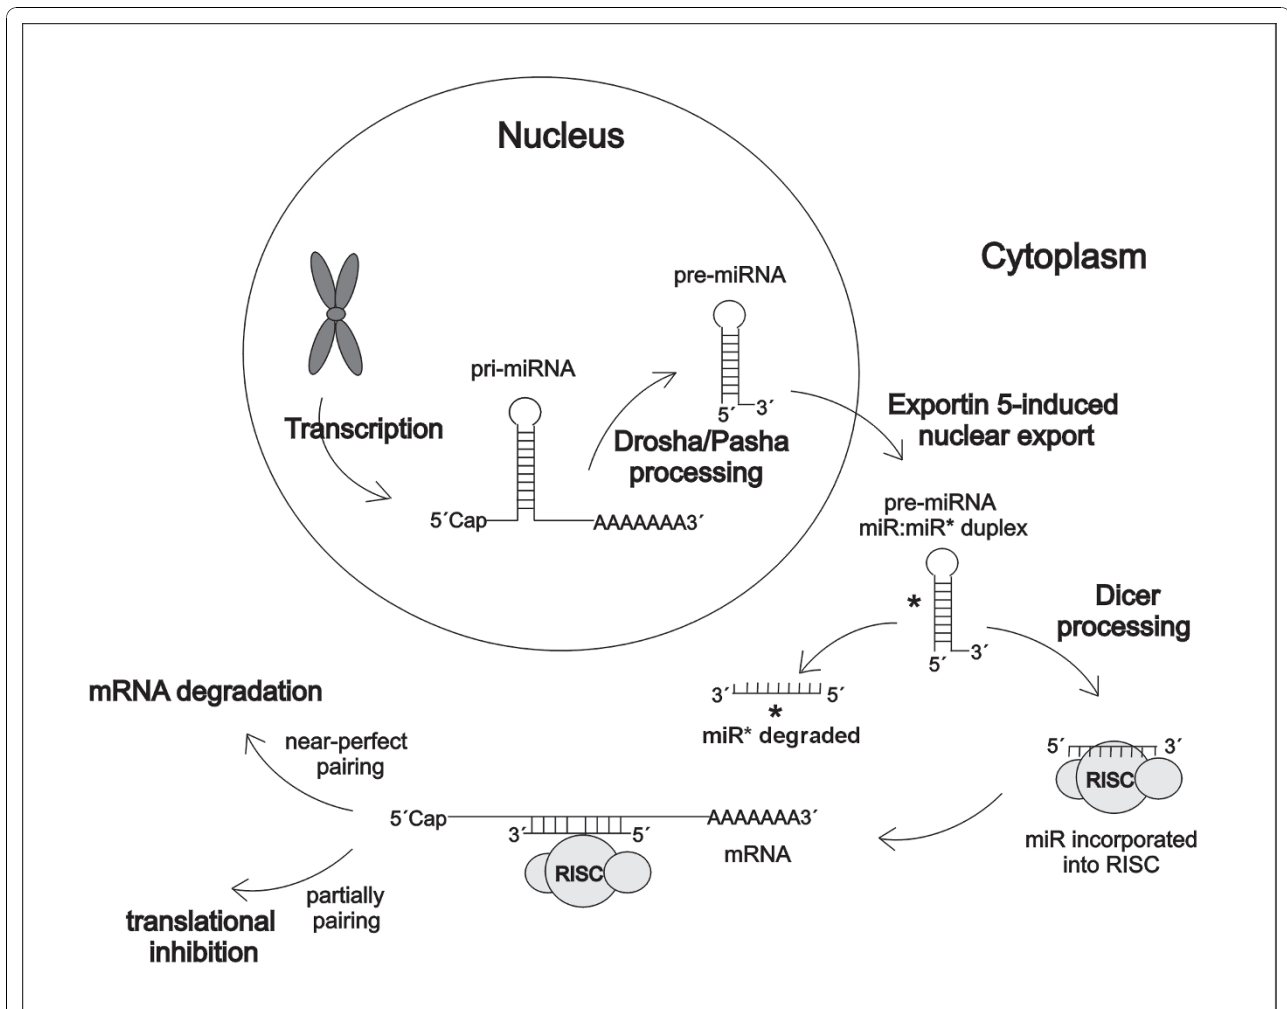 Nucleus
Cytoplasm
pre-miRNA
5´ 3´
pri-miRNA
Transcription
Drosha/Pasha
processing
5´Cap AAAAAAA3´
Exportin 5-induced
nuclear export
pre-miRNA
miR:miR* duplex
*
5´ 3´
Dicer
processing
3´ 5´
*
miR* degraded
5´ 3´
RISC
miR incorporated
into RISC
mRNA degradation
near-perfect
pairing
5´Cap AAAAAAA3´
3´ 5´
mRNA
RISC
partially
pairing
translational
inhibition